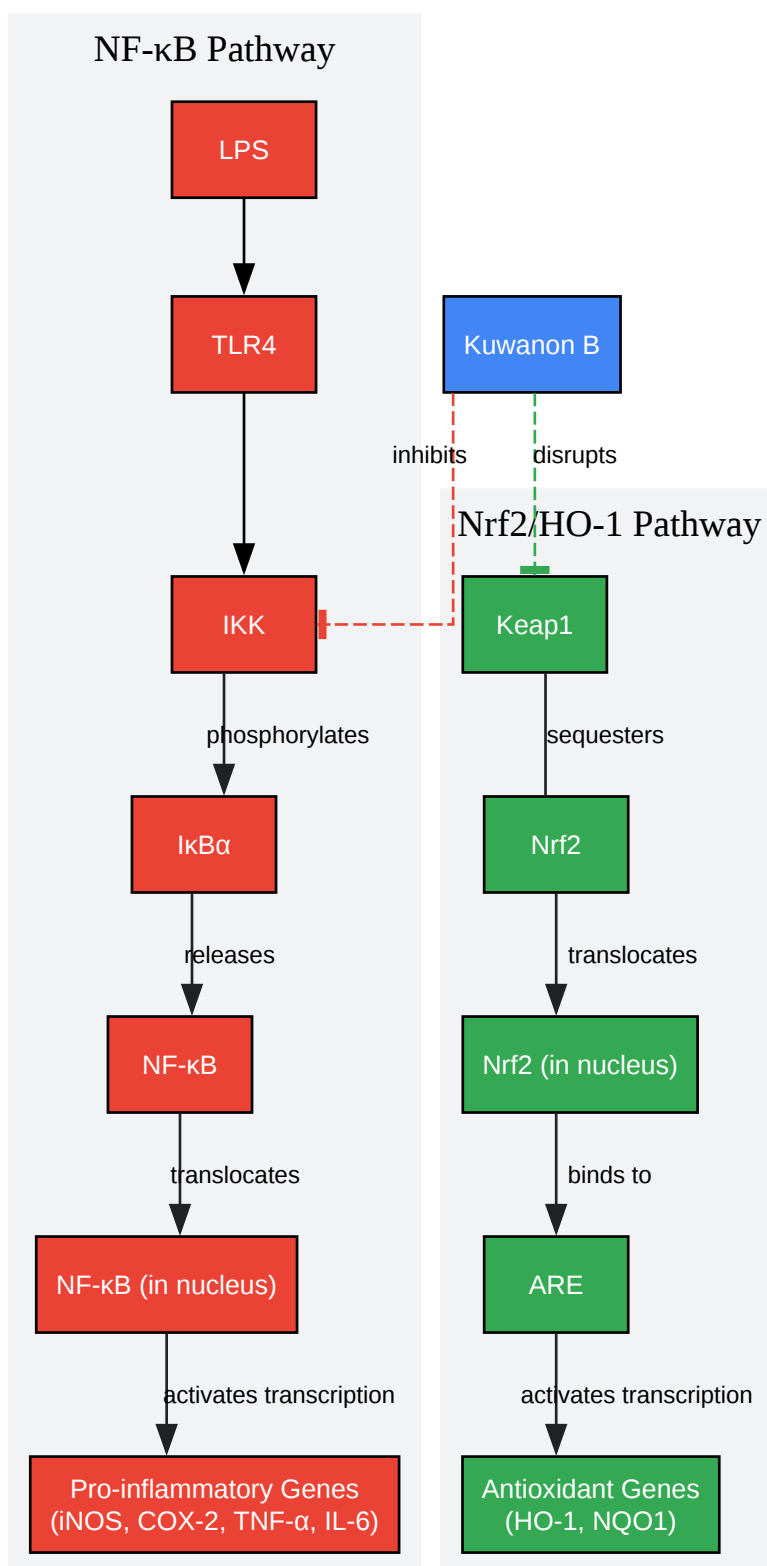 NF-κB Pathway
LPS
TLR4
Kuwanon B
inhibits
disrupts
Nrf2/HO-1 Pathway
IKK
Keap1
phosphorylates
sequesters
IκBα
Nrf2
releases
translocates
NF-κB
Nrf2 (in nucleus)
translocates
binds to
NF-κB (in nucleus)
ARE
activates transcription
activates transcription
Pro-inflammatory Genes
(iNOS, COX-2, TNF-α, IL-6)
Antioxidant Genes
(HO-1, NQO1)